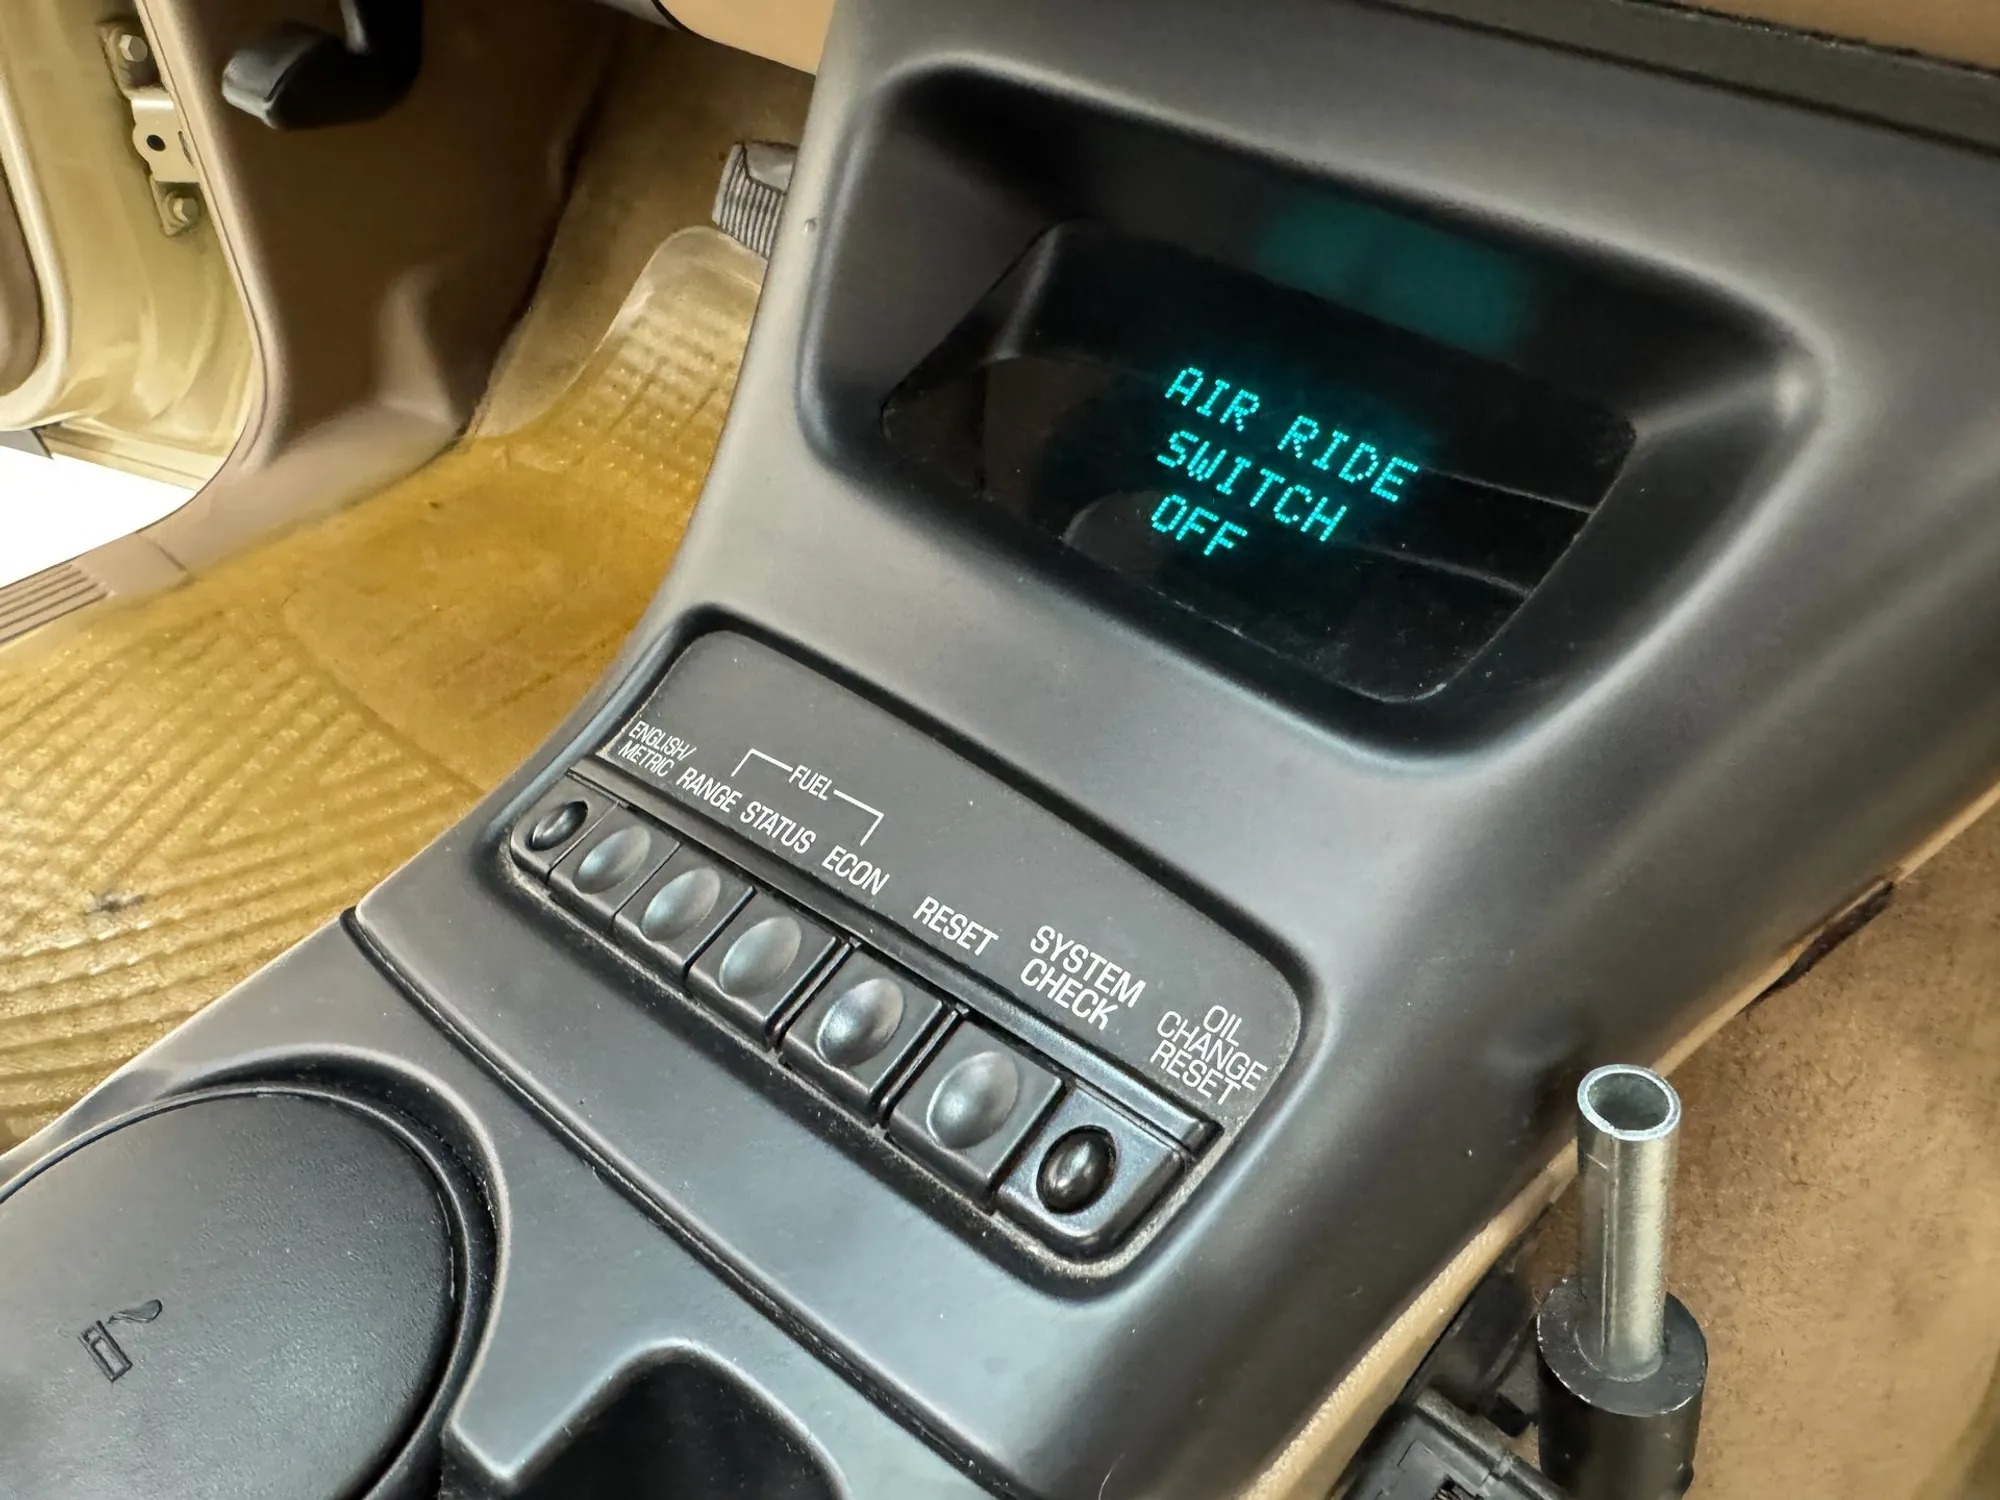 AIR RIDE
SWITCH
OFF
ENGLISH/
METRIC
RANGE
FUEL
STATUS
ECON
RESET
SYSTEM
CHECK
OIL
CHANGE
RESET